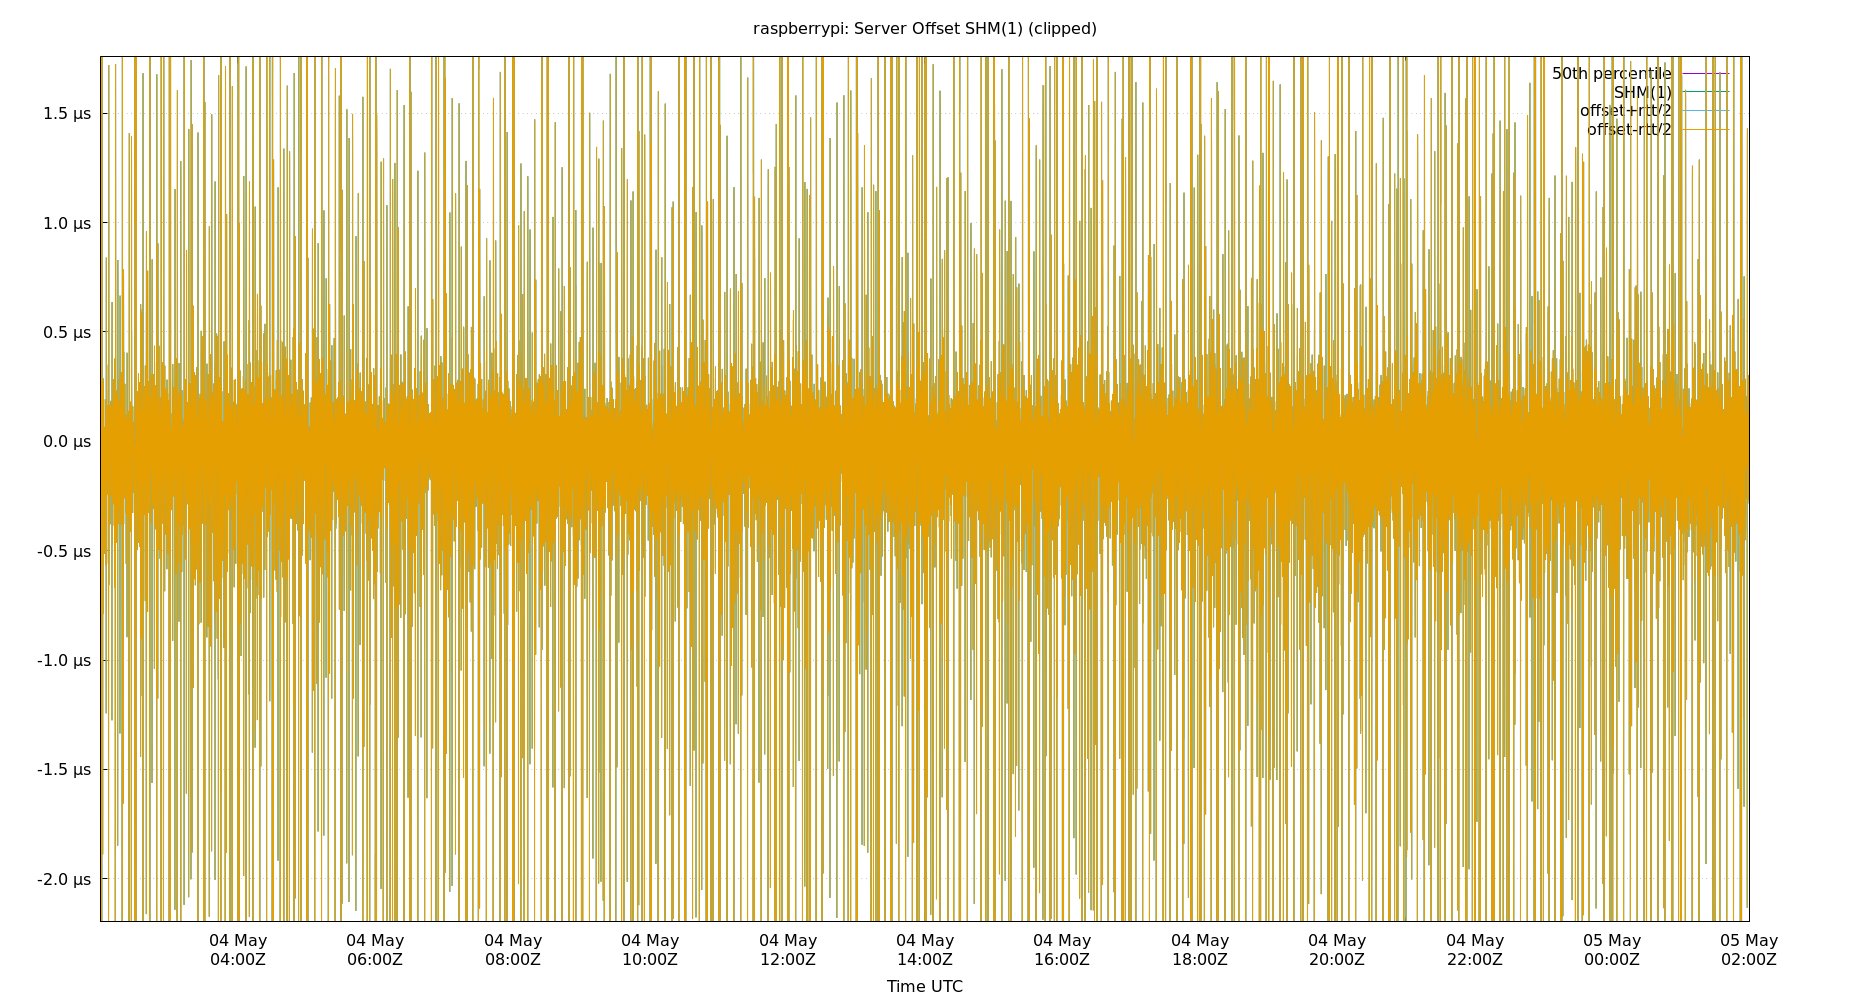 raspberrypi: Server Offset SHM(1) (clipped)
50th percentile
SHM(1)
offset+rtt/2
offset-rtt/2
1.5 µs
1.0 µs
0.5 µs
0.0 µs
-0.5 µs
-1.0 µs
-1.5 µs
-2.0 µs
04 May 04 May 04 May 04 May 04 May 04 May 04 May 04 May 04 May 04 May 05 May 05 May
04:00Z 06:00Z 08:00Z 10:00Z 12:00Z 14:00Z 16:00Z 18:00Z 20:00Z 22:00Z 00:00Z 02:00Z
Time UTC